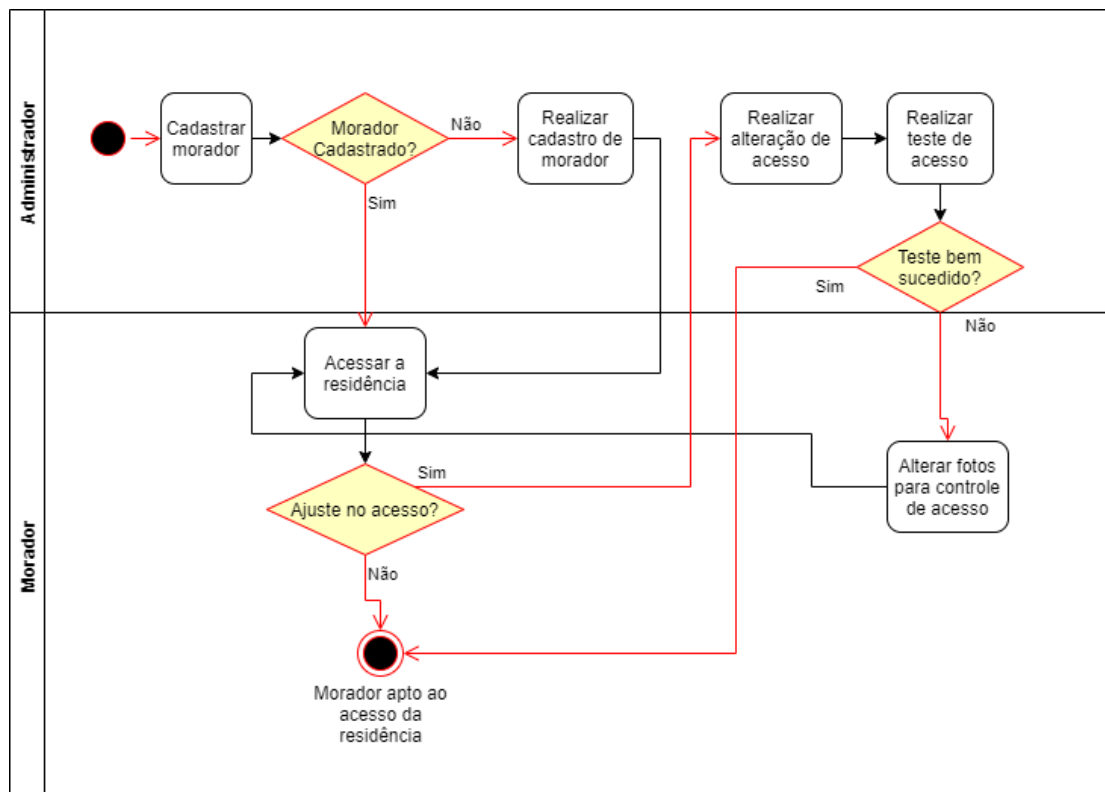 Administrador
Cadastrar
morador
Morador
Cadastrado?
Não
Sim
Realizar
cadastro de
morador
Realizar
alteração de
acesso
Realizar
teste de
acesso
Teste bem
sucedido?
Sim
Não
Morador
Acessar a
residência
Ajuste no acesso?
Sim
Não
Alterar fotos
para controle
de acesso
Morador apto ao
acesso da
residência